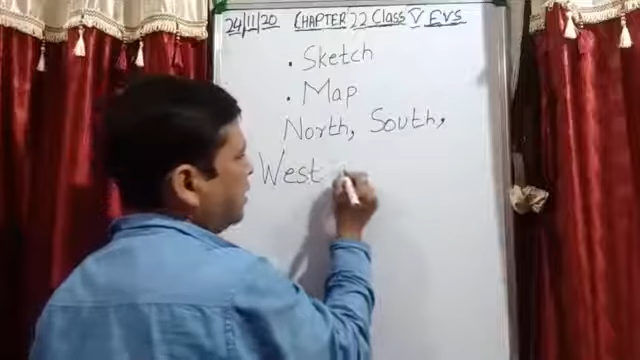 24/11/20 CHAPTER 22 Class V EVS
• Sketch
• Map
North, South,
West